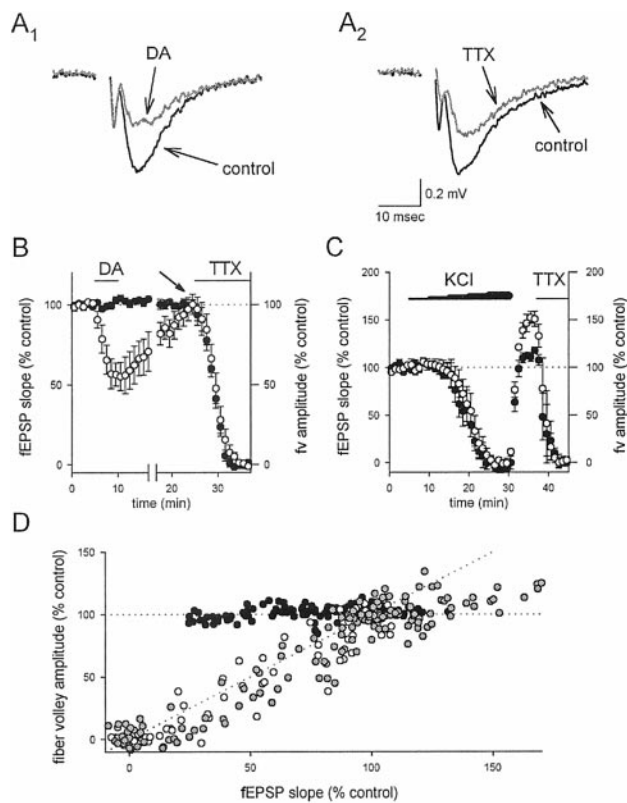 A1
A2
DA
TTX
control
control
0.2 mV
10 msec
B
DA
TTX
fEPSP slope (% control)
100
50
0
100
50
0
fv amplitude (% control)
0 10 20 30
time (min)
C
KCl
TTX
fEPSP slope (% control)
200
150
100
50
0
200
150
100
50
0
fv amplitude (% control)
0 10 20 30 40
time (min)
D
fiber volley amplitude (% control)
150
100
50
0
0 50 100 150
fEPSP slope (% control)